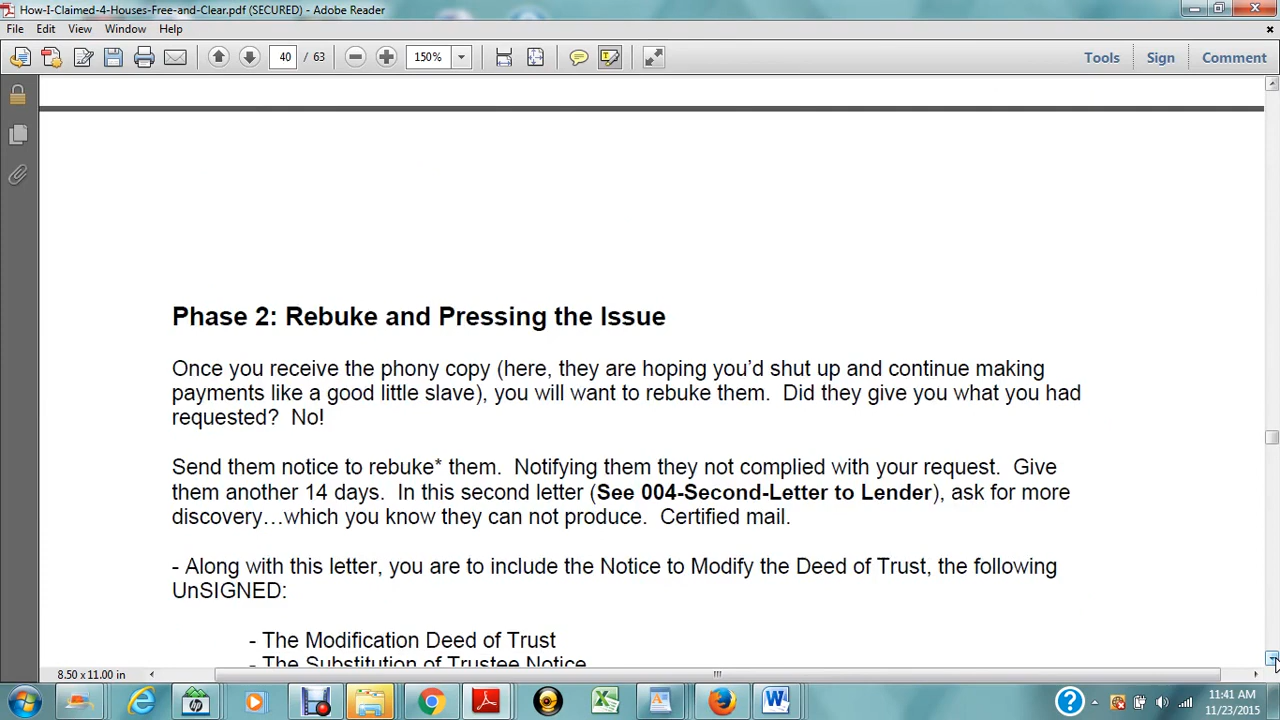 How-I-Claimed-4-Houses-Free-and-Clear.pdf (SECURED) - Adobe Reader
File Edit View Window Help
40 / 63 150% Tools Sign Comment
Phase 2: Rebuke and Pressing the Issue
Once you receive the phony copy (here, they are hoping you'd shut up and continue making
payments like a good little slave), you will want to rebuke them. Did they give you what you had
requested? No!
Send them notice to rebuke* them. Notifying them they not complied with your request. Give
them another 14 days. In this second letter (See 004-Second-Letter to Lender), ask for more
discovery…which you know they can not produce. Certified mail.
- Along with this letter, you are to include the Notice to Modify the Deed of Trust, the following
UnSIGNED:
- The Modification Deed of Trust
- The Substitution of Trustee Notice
8.50 x 11.00 in
11:41 AM
11/23/2015